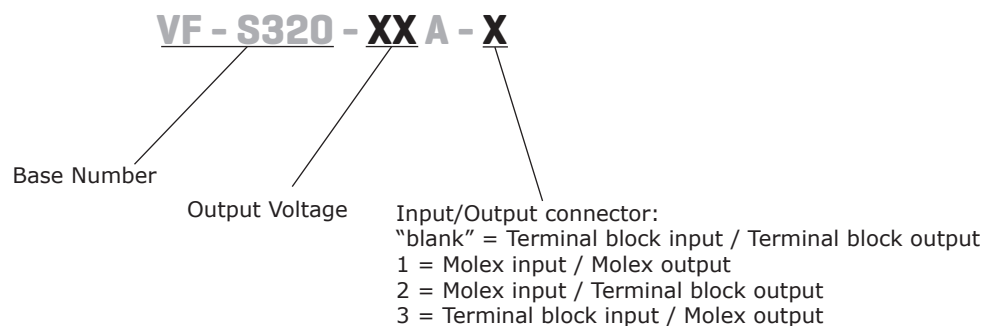 VF - S320 - XX A - X
Base Number
Output Voltage
Input/Output connector:
“blank” = Terminal block input / Terminal block output
1 = Molex input / Molex output
2 = Molex input / Terminal block output
3 = Terminal block input / Molex output